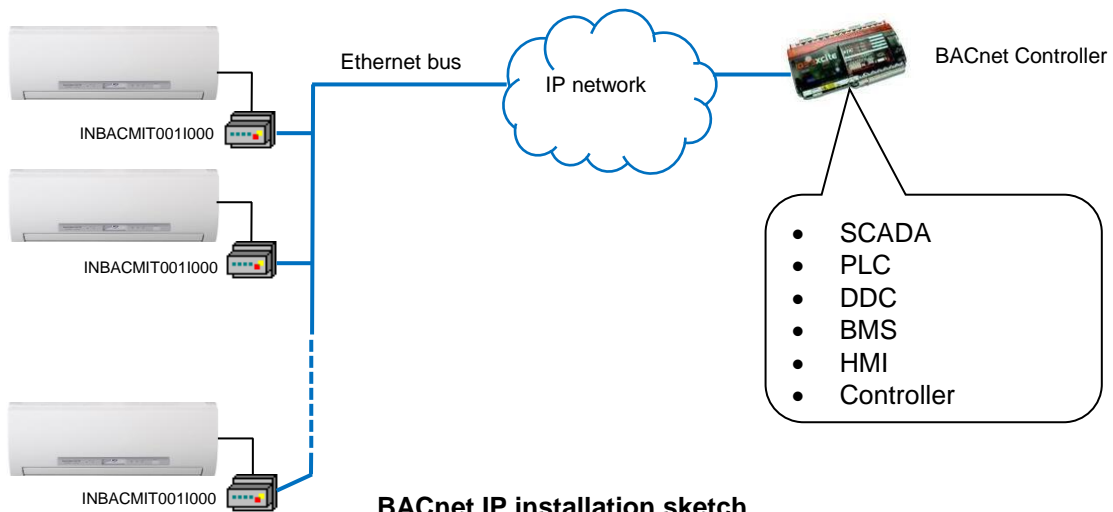 Ethernet bus
IP network
BACnet Controller
INBACMIT001I000
INBACMIT001I000
INBACMIT001I000
• SCADA
• PLC
• DDC
• BMS
• HMI
• Controller
BACnet IP installation sketch